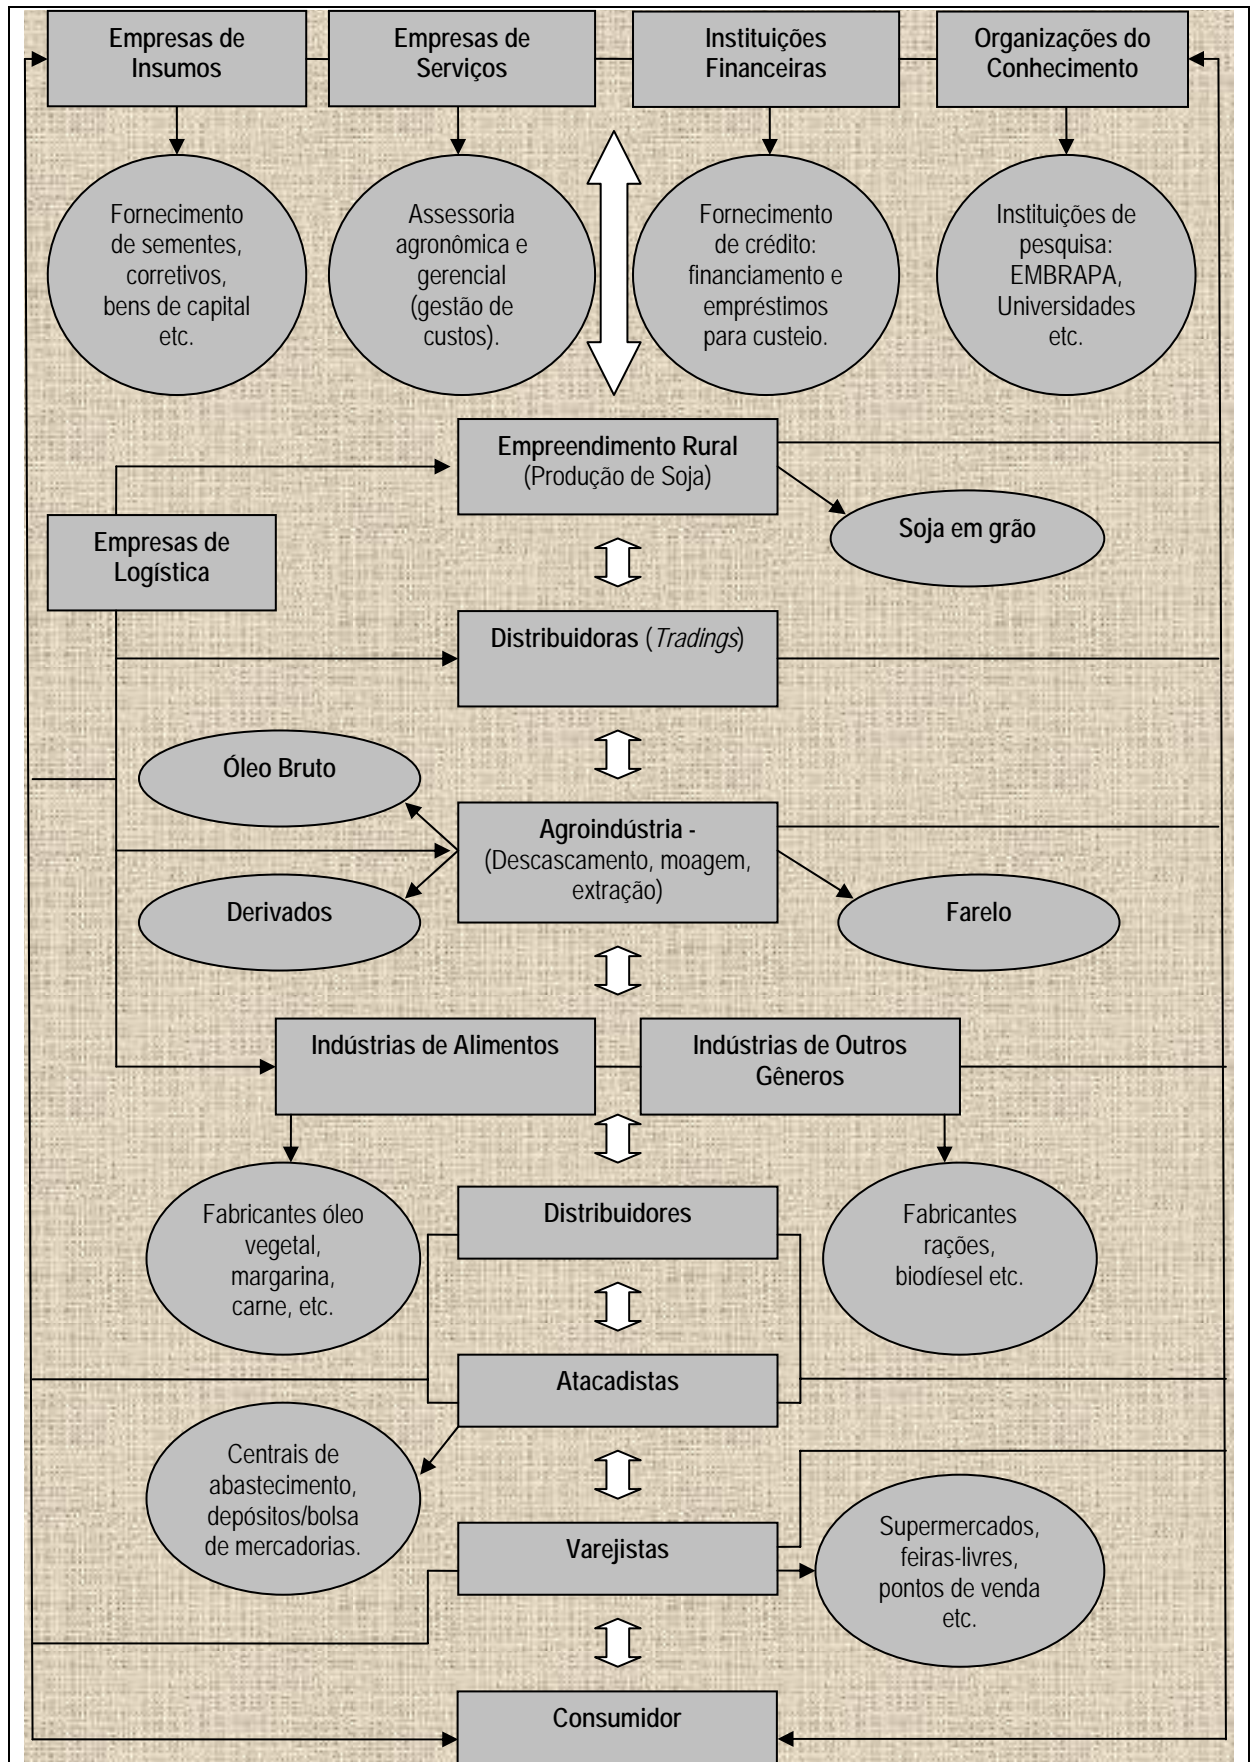 Empresas de
Insumos
Empresas de
Serviços
Instituições
Financeiras
Organizações do
Conhecimento
Fornecimento
de sementes,
corretivos,
bens de capital
etc.
Assessoria
agronômica e
gerencial
(gestão de
custos).
Fornecimento
de crédito:
financiamento e
empréstimos
para custeio.
Instituições de
pesquisa:
EMBRAPA,
Universidades
etc.
Empreendimento Rural
(Produção de Soja)
Soja em grão
Empresas de
Logística
Distribuidoras (Tradings)
Óleo Bruto
Agroindústria -
(Descascamento, moagem,
extração)
Derivados
Farelo
Indústrias de Alimentos
Indústrias de Outros
Gêneros
Fabricantes óleo
vegetal,
margarina,
carne, etc.
Distribuidores
Fabricantes
rações,
biodíesel etc.
Atacadistas
Centrais de
abastecimento,
depósitos/bolsa
de mercadorias.
Varejistas
Supermercados,
feiras-livres,
pontos de venda
etc.
Consumidor